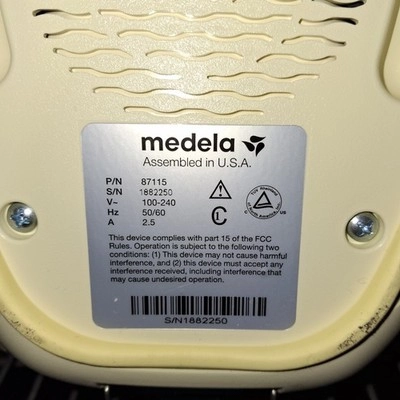 medela
Assembled in U.S.A.
P/N 87115
S/N 1882250
V~ 100-240
Hz 50/60
A 2.5
This device complies with part 15 of the FCC
Rules. Operation is subject to the following two
conditions: (1) This device may not cause harmful
interference, and (2) this device must accept any
interference received, including interference that
may cause undesired operation.
S/N1882250